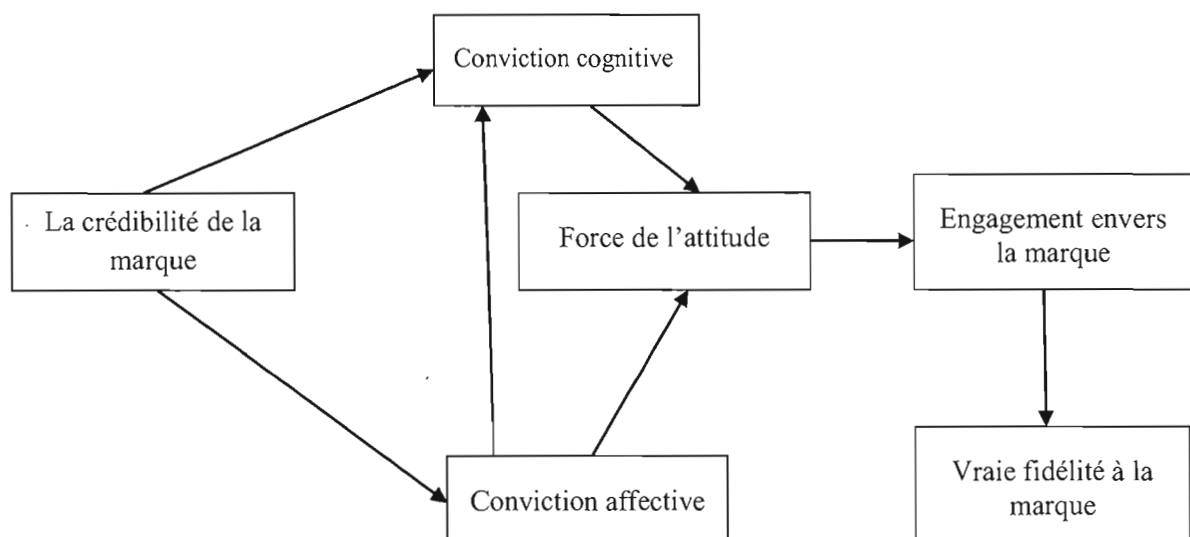 Conviction cognitive
La crédibilité de la
marque
Force de l'attitude
Engagement envers
la marque
Conviction affective
Vraie fidélité à la
marque